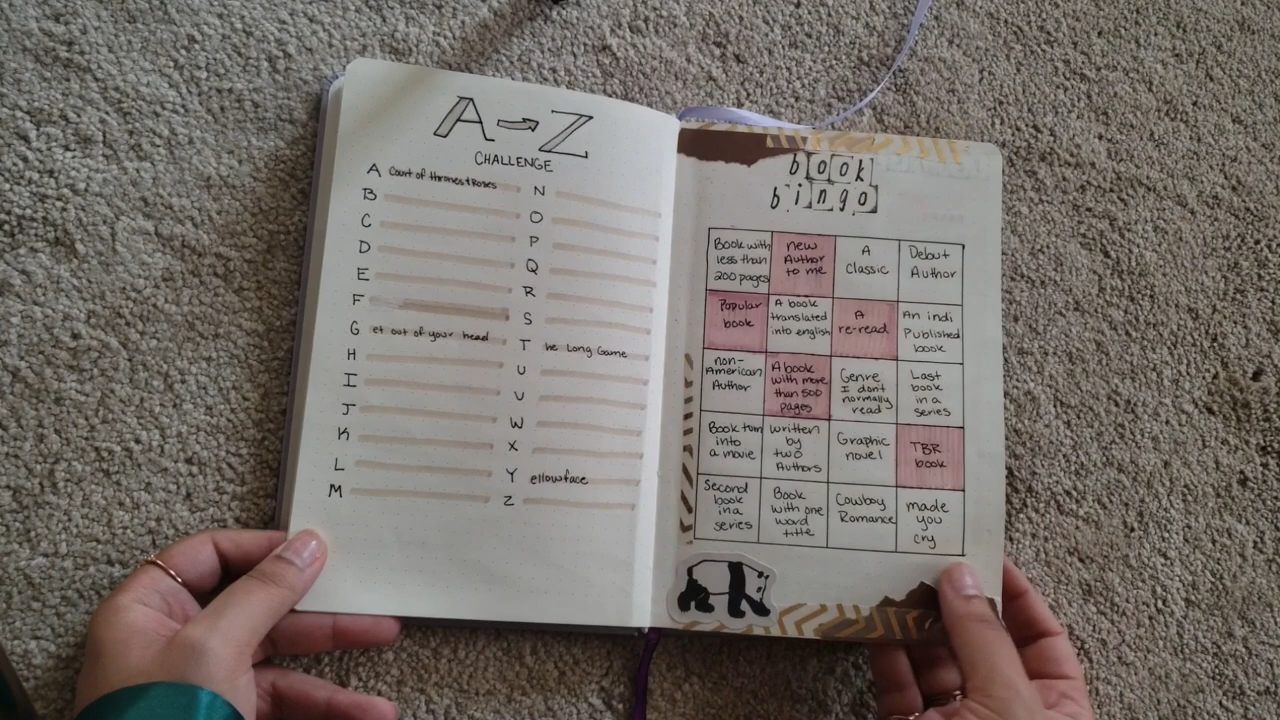 A → Z
CHALLENGE
A Court of thrones & Roses
B
C
D
E
F
G et out of your head
H
I
J
K
L
M
N
O
P
Q
R
S
T he Long Game
U
V
W
X
Y ellowface
Z
book
bingo
Book with
less than
200 pages
new
Author
to me
A
Classic
Debut
Author
Popular
book
A book
translated
into english
A
re-read
An indi
Published
book
non-
American
Author
A book
with more
than 500
pages
Genre
I don't
normally
read
Last
book
in a
series
Book turn
into
a movie
written
by
two
Authors
Graphic
novel
TBR
book
Second
book
in a
series
Book
with one
word
title
Cowboy
Romance
made
you
cry